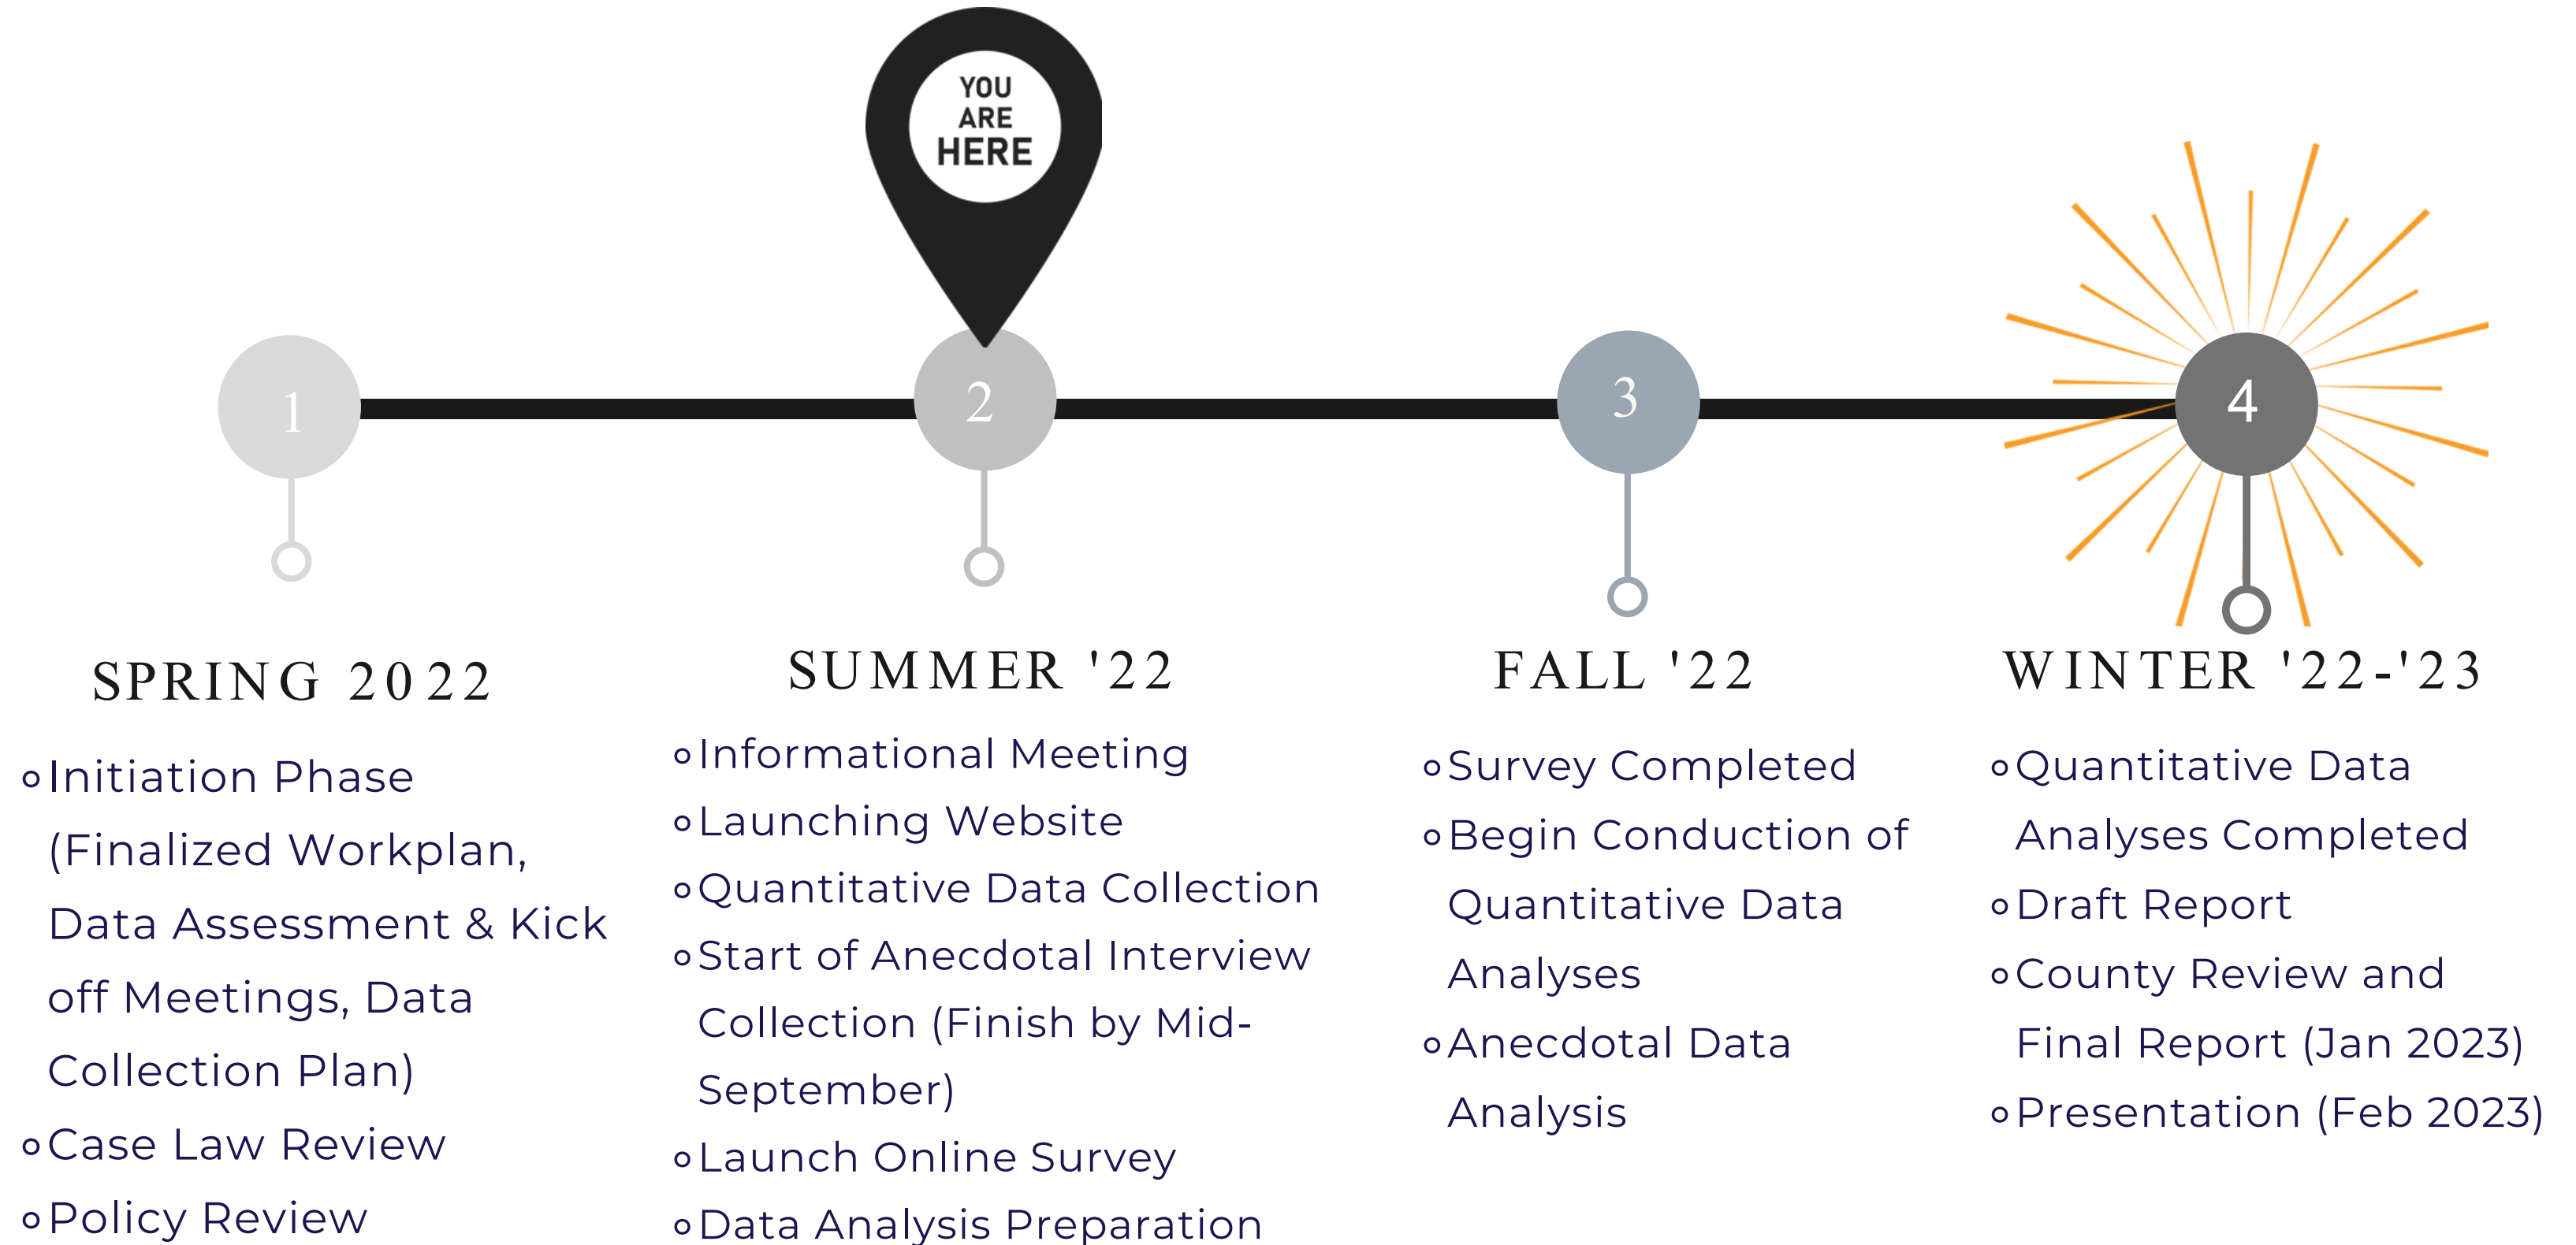 YOU
ARE
HERE
1
2
3
4
SPRING 2022
Initiation Phase
(Finalized Workplan,
Data Assessment & Kick
off Meetings, Data
Collection Plan)
Case Law Review
Policy Review
SUMMER '22
Informational Meeting
Launching Website
Quantitative Data Collection
Start of Anecdotal Interview
Collection (Finish by Mid-
September)
Launch Online Survey
Data Analysis Preparation
FALL '22
Survey Completed
Begin Conduction of
Quantitative Data
Analyses
Anecdotal Data
Analysis
WINTER '22-'23
Quantitative Data
Analyses Completed
Draft Report
County Review and
Final Report (Jan 2023)
Presentation (Feb 2023)